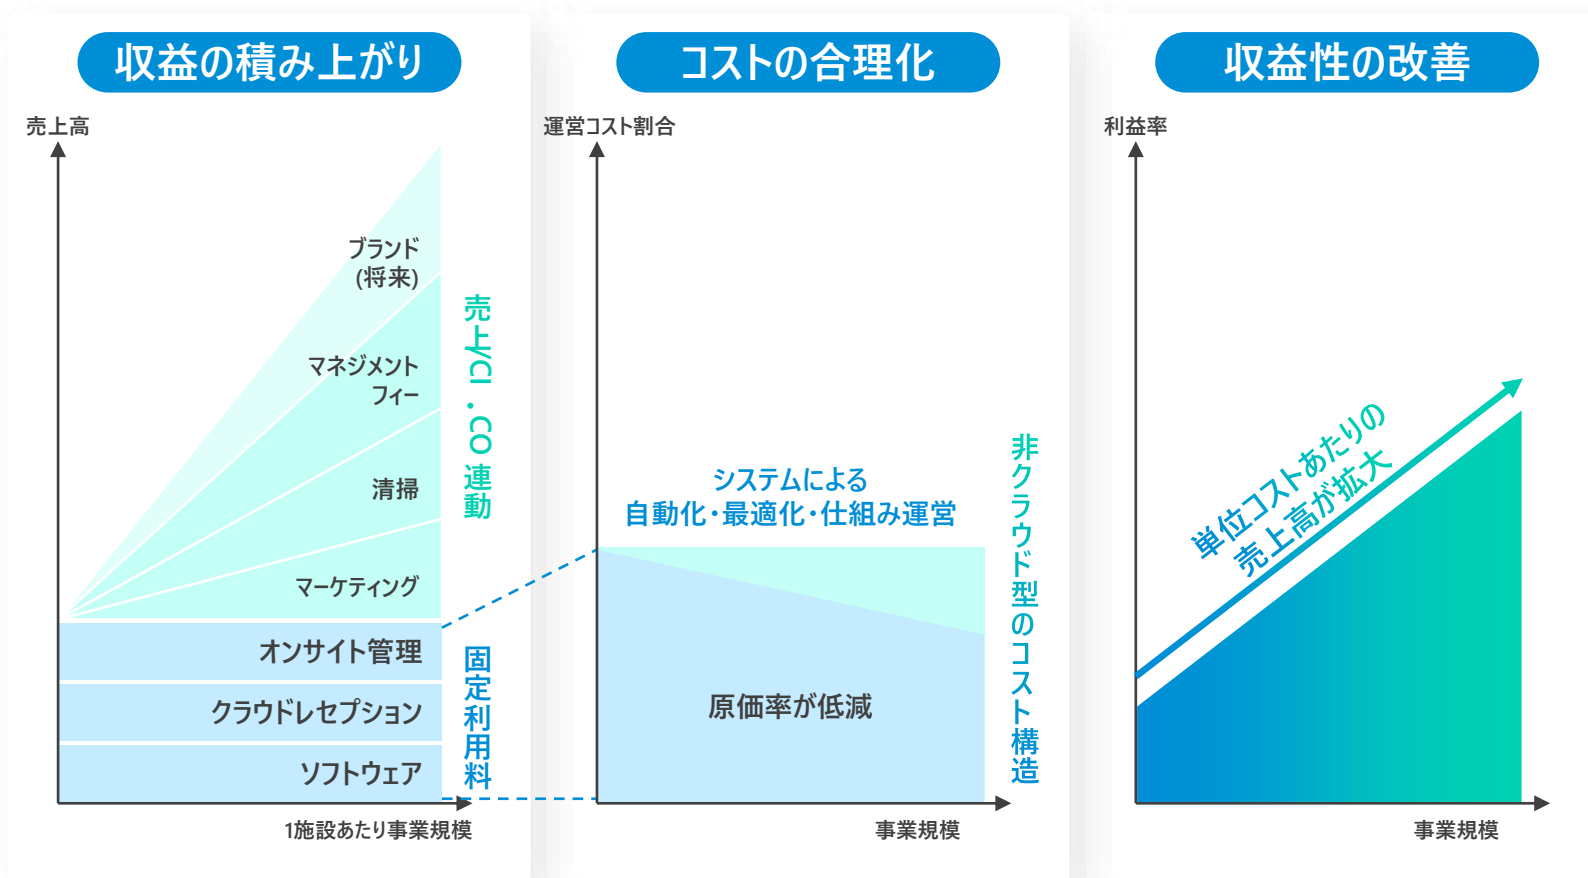 収益の積み上がり
売上高
ブランド
(将来)
マネジメント
フィー
清掃
マーケティング
オンサイト管理
クラウドレセプション
ソフトウェア
売上/CI.CO連動
固定利用料
1施設あたり事業規模
コストの合理化
運営コスト割合
システムによる
自動化・最適化・仕組み運営
原価率が低減
非クラウド型のコスト構造
事業規模
収益性の改善
利益率
単位コストあたりの
売上高が拡大
事業規模